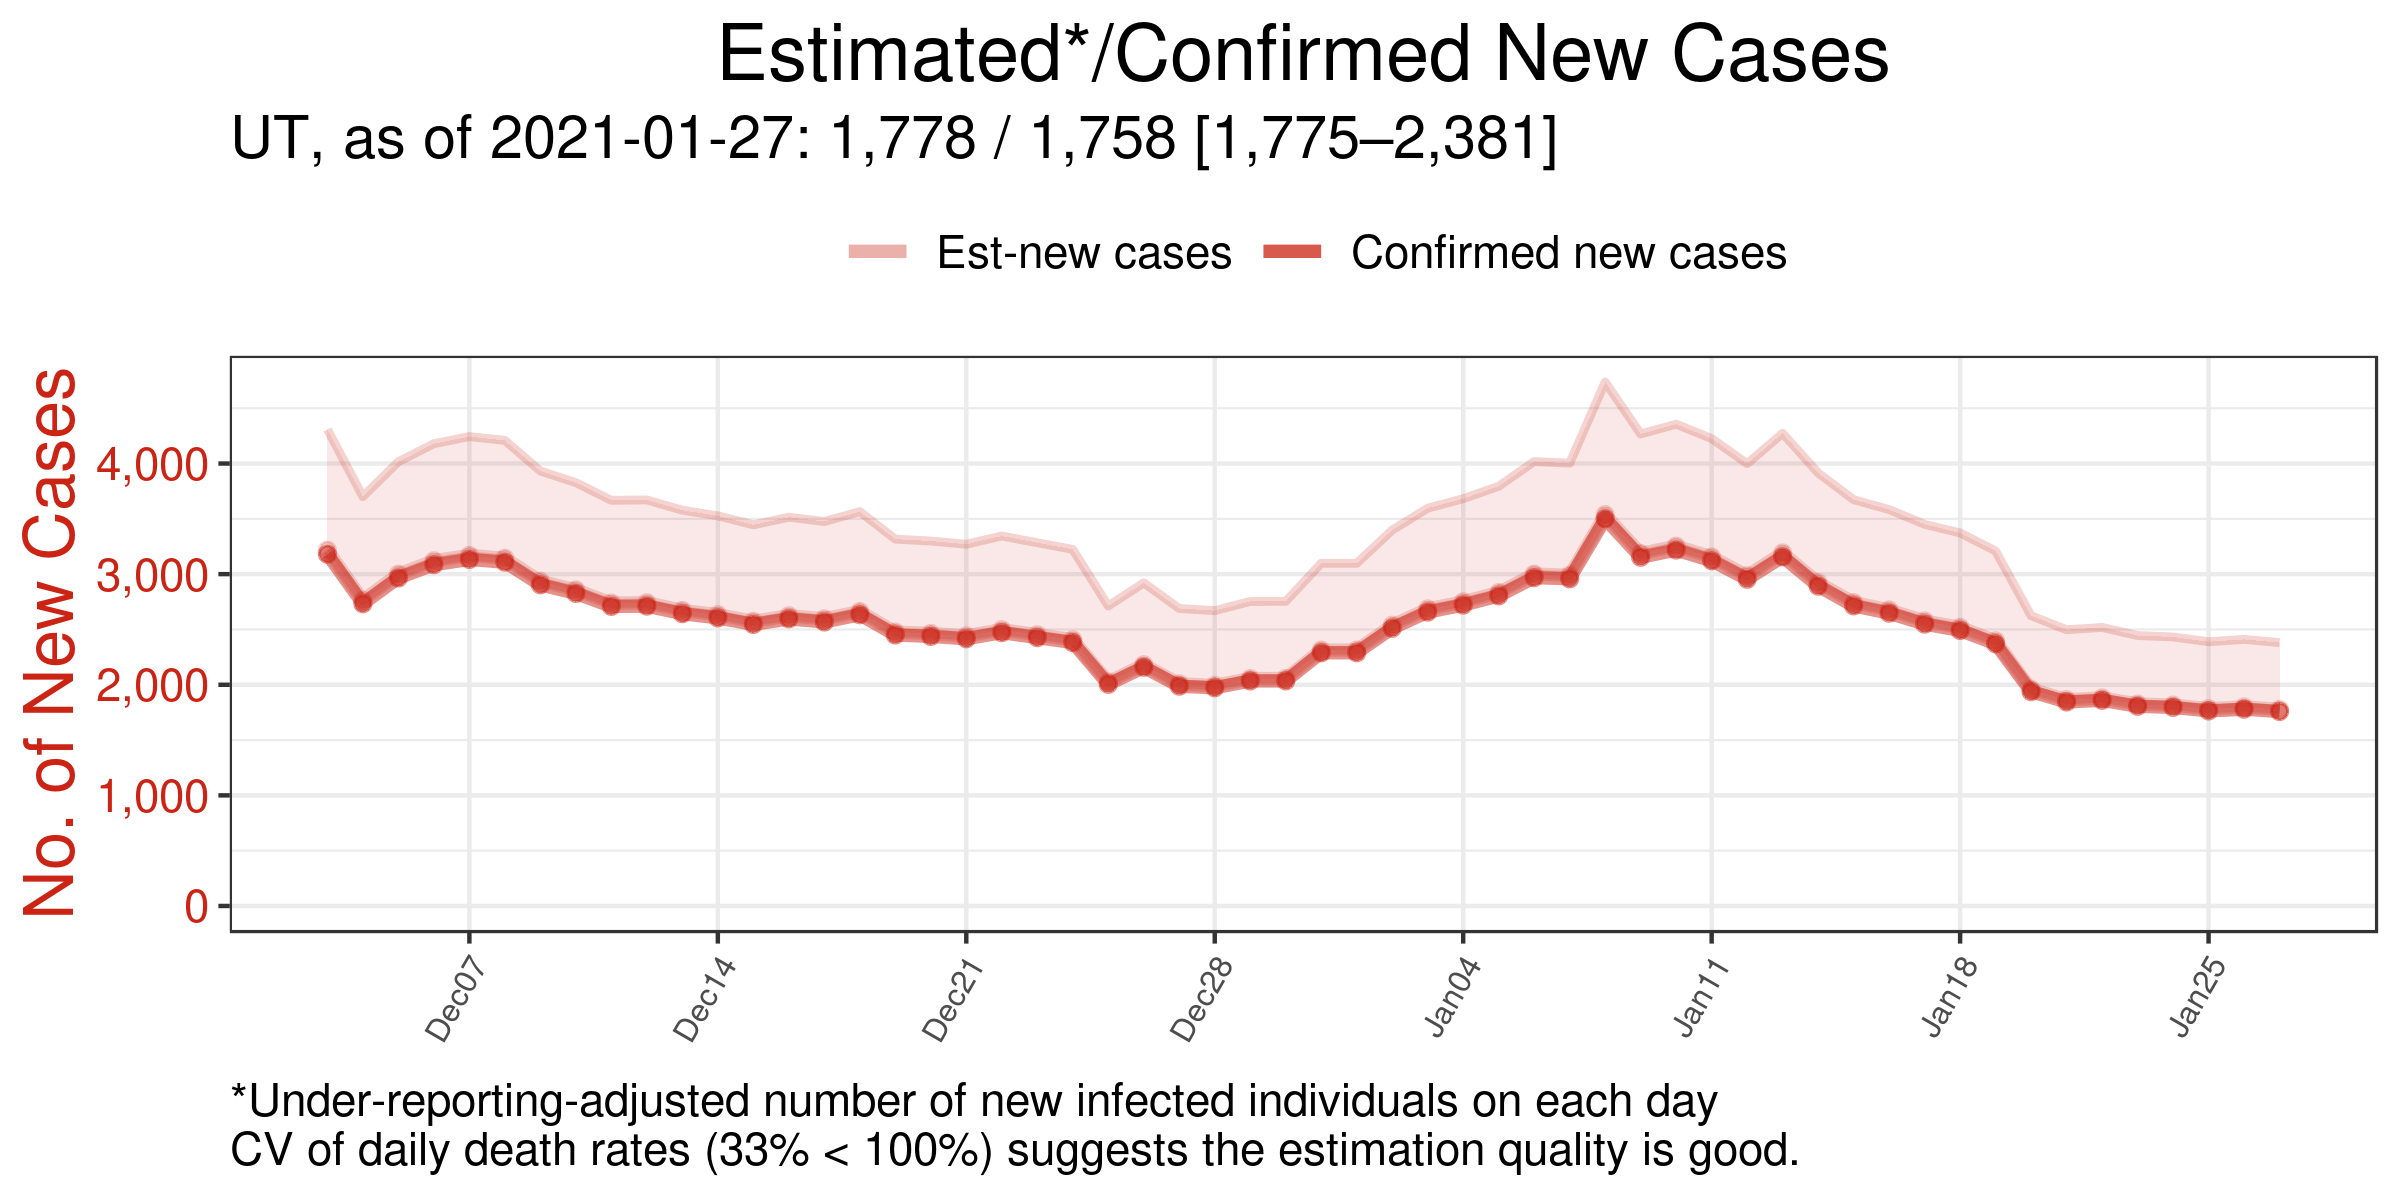 Estimated*/Confirmed New Cases
UT, as of 2021-01-27: 1,778 / 1,758 [1,775–2,381]
Est-new cases Confirmed new cases
No. of New Cases
4,000
3,000
2,000
1,000
0
Dec07 Dec14 Dec21 Dec28 Jan04 Jan11 Jan18 Jan25
*Under-reporting-adjusted number of new infected individuals on each day
CV of daily death rates (33% < 100%) suggests the estimation quality is good.